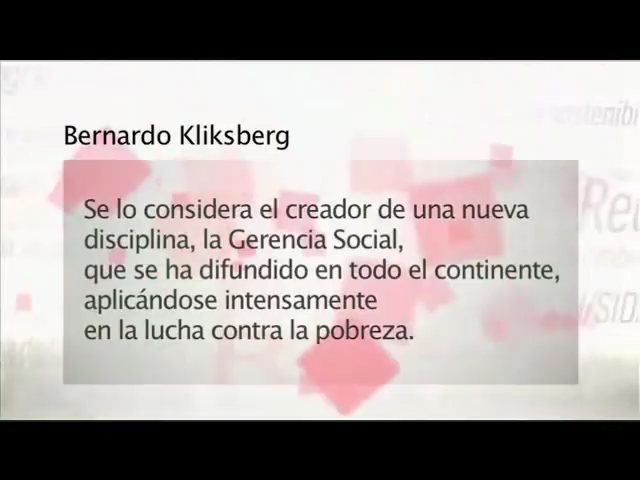 Bernardo Kliksberg
Se lo considera el creador de una nueva
disciplina, la Gerencia Social,
que se ha difundido en todo el continente,
aplicándose intensamente
en la lucha contra la pobreza.